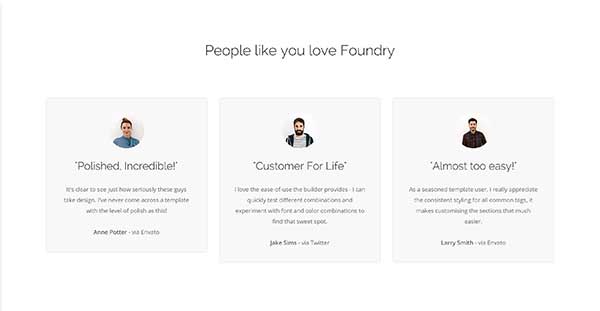 People like you love Foundry
"Polished, Incredible!"
It's clear to see just how seriously these guys
take design. I've never come across a template
with the level of polish as this!
Anne Potter - via Envato
"Customer For Life"
I love the ease of use the builder provides - I can
quickly test different combinations and
experiment with font and color combinations to
find that sweet spot.
Jake Sims - via Twitter
"Almost too easy!"
As a seasoned template user, I really appreciate
the consistent styling for all common tags, it
makes customising the sections that much
easier.
Larry Smith - via Envato